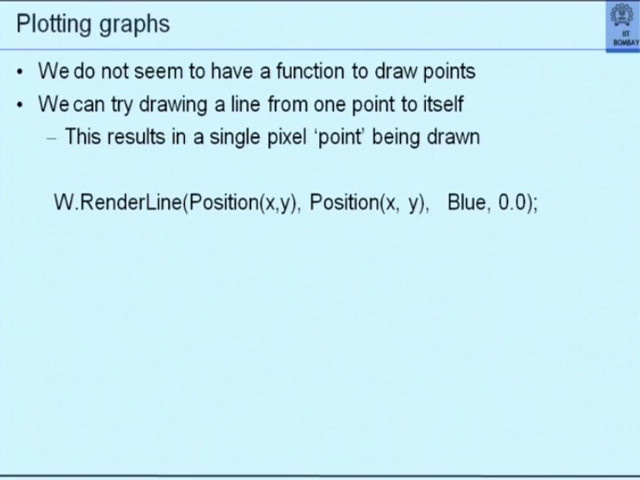 Plotting graphs
IIT
BOMBAY
• We do not seem to have a function to draw points
• We can try drawing a line from one point to itself
– This results in a single pixel ‘point’ being drawn
W.RenderLine(Position(x,y), Position(x, y), Blue, 0.0);